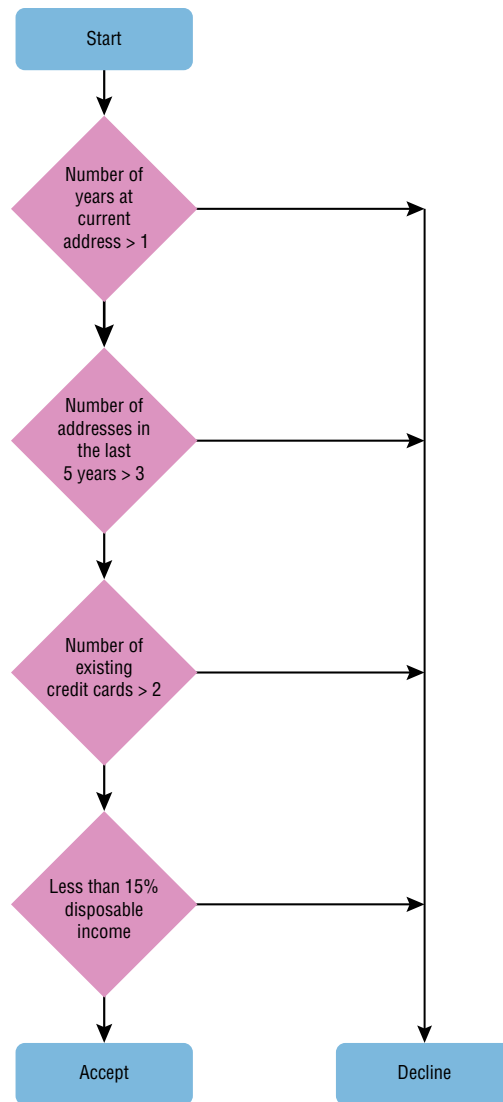 Start
Number of
years at
current
address > 1
Number of
addresses in
the last
5 years > 3
Number of
existing
credit cards > 2
Less than 15%
disposable
income
Accept
Decline